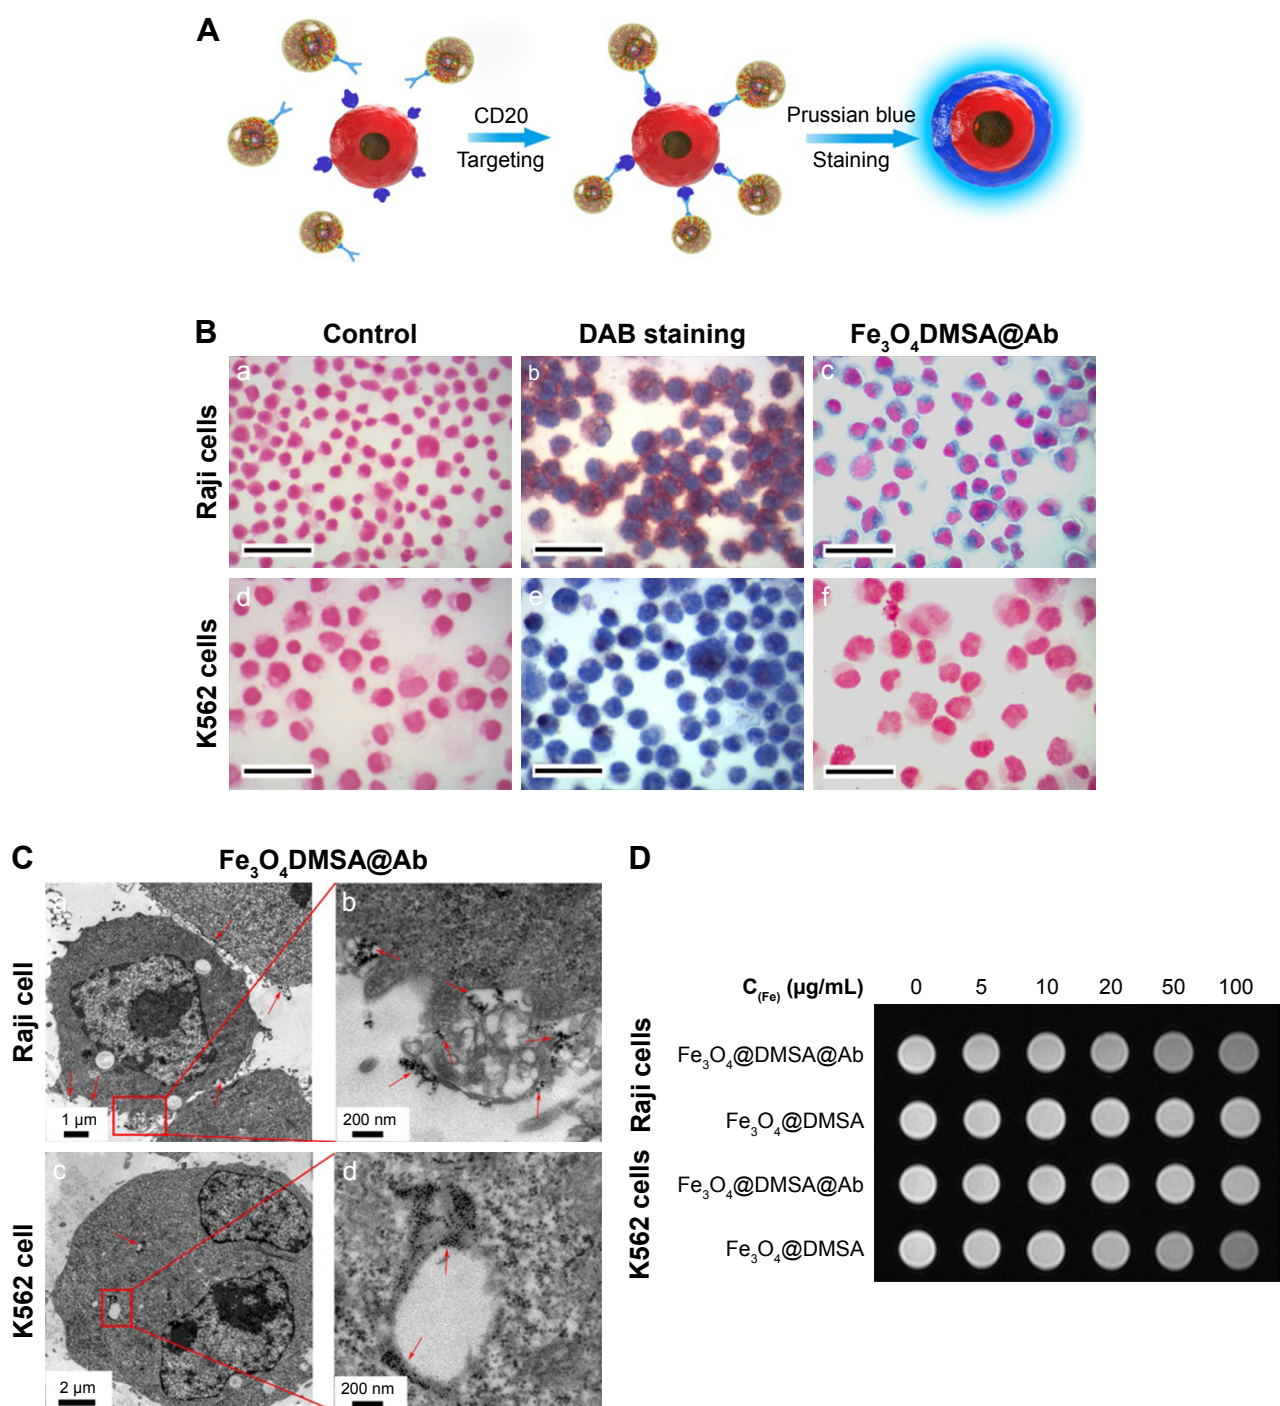 A
CD20
Targeting
Prussian blue
Staining
B
Control
DAB staining
Fe₃O₄DMSA@Ab
Raji cells
a
b
c
K562 cells
d
e
f
C
Fe₃O₄DMSA@Ab
Raji cell
a
1 µm
b
200 nm
K562 cell
c
2 µm
d
200 nm
D
C(Fe) (µg/mL) 0 5 10 20 50 100
Raji cells
Fe₃O₄@DMSA@Ab
Fe₃O₄@DMSA
K562 cells
Fe₃O₄@DMSA@Ab
Fe₃O₄@DMSA